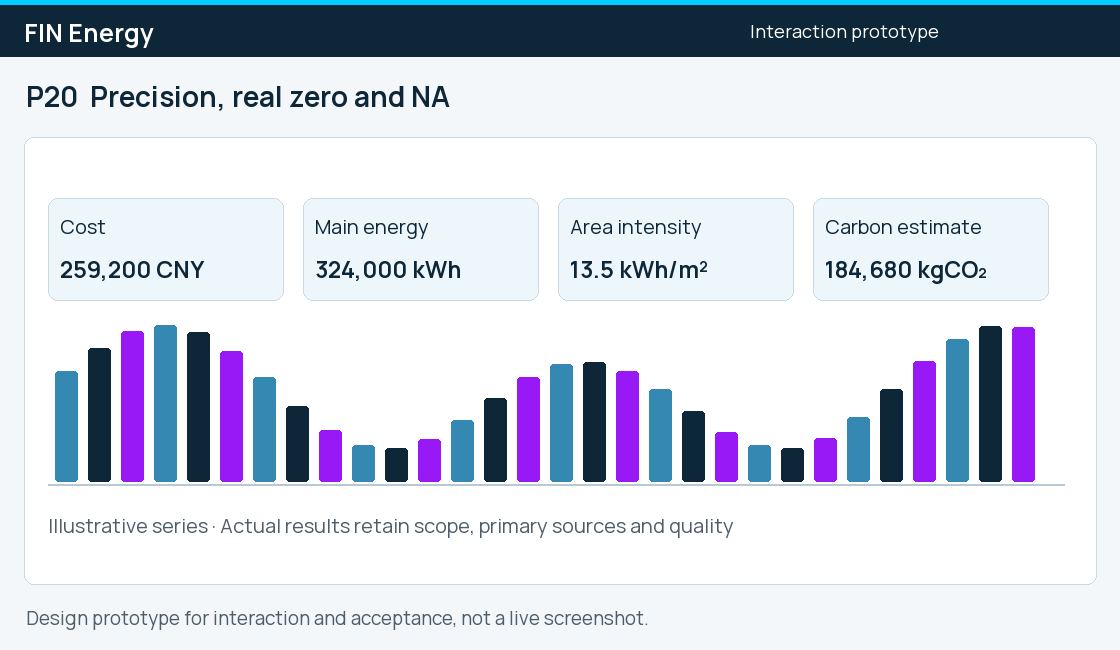 FIN Energy
Interaction prototype
P20 Precision, real zero and NA
Cost
259,200 CNY
Main energy
324,000 kWh
Area intensity
13.5 kWh/m²
Carbon estimate
184,680 kgCO₂
Illustrative series · Actual results retain scope, primary sources and quality
Design prototype for interaction and acceptance, not a live screenshot.